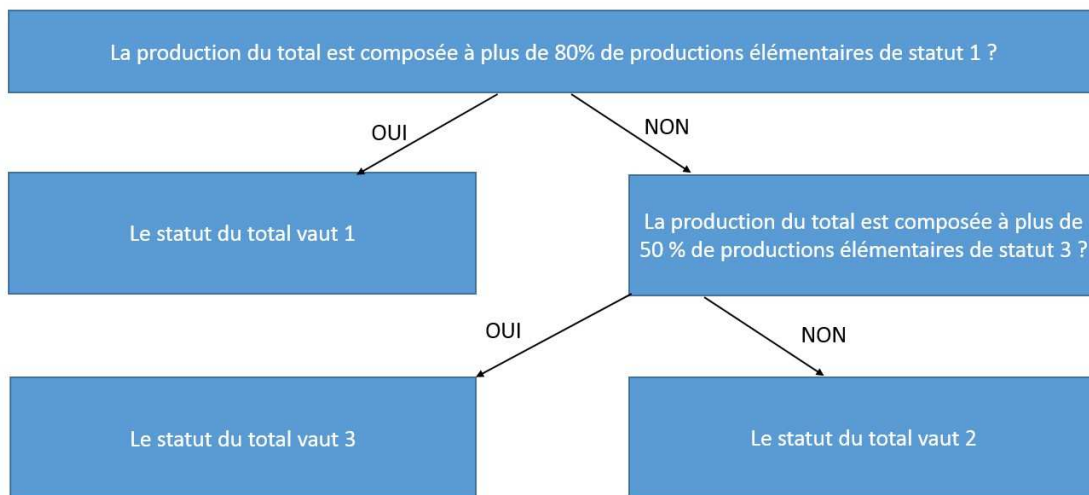 La production du total est composée à plus de 80% de productions élémentaires de statut 1 ?
OUI
NON
Le statut du total vaut 1
La production du total est composée à plus de
50 % de productions élémentaires de statut 3 ?
OUI
NON
Le statut du total vaut 3
Le statut du total vaut 2